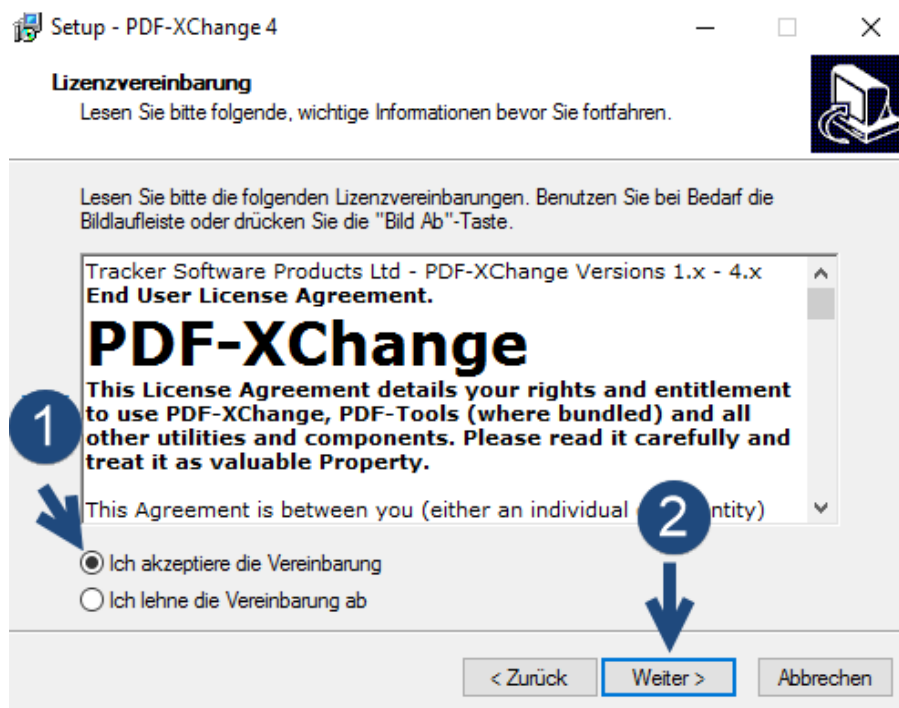 Setup - PDF-XChange 4
Lizenzvereinbarung
Lesen Sie bitte folgende, wichtige Informationen bevor Sie fortfahren.
Lesen Sie bitte die folgenden Lizenzvereinbarungen. Benutzen Sie bei Bedarf die
Bildlaufleiste oder drücken Sie die "Bild Ab"-Taste.
Tracker Software Products Ltd - PDF-XChange Versions 1.x - 4.x
End User License Agreement.
PDF-XChange
This License Agreement details your rights and entitlement
to use PDF-XChange, PDF-Tools (where bundled) and all
other utilities and components. Please read it carefully and
treat it as valuable Property.
This Agreement is between you (either an individual ntity)
1
2
Ich akzeptiere die Vereinbarung
Ich lehne die Vereinbarung ab
< Zurück
Weiter >
Abbrechen